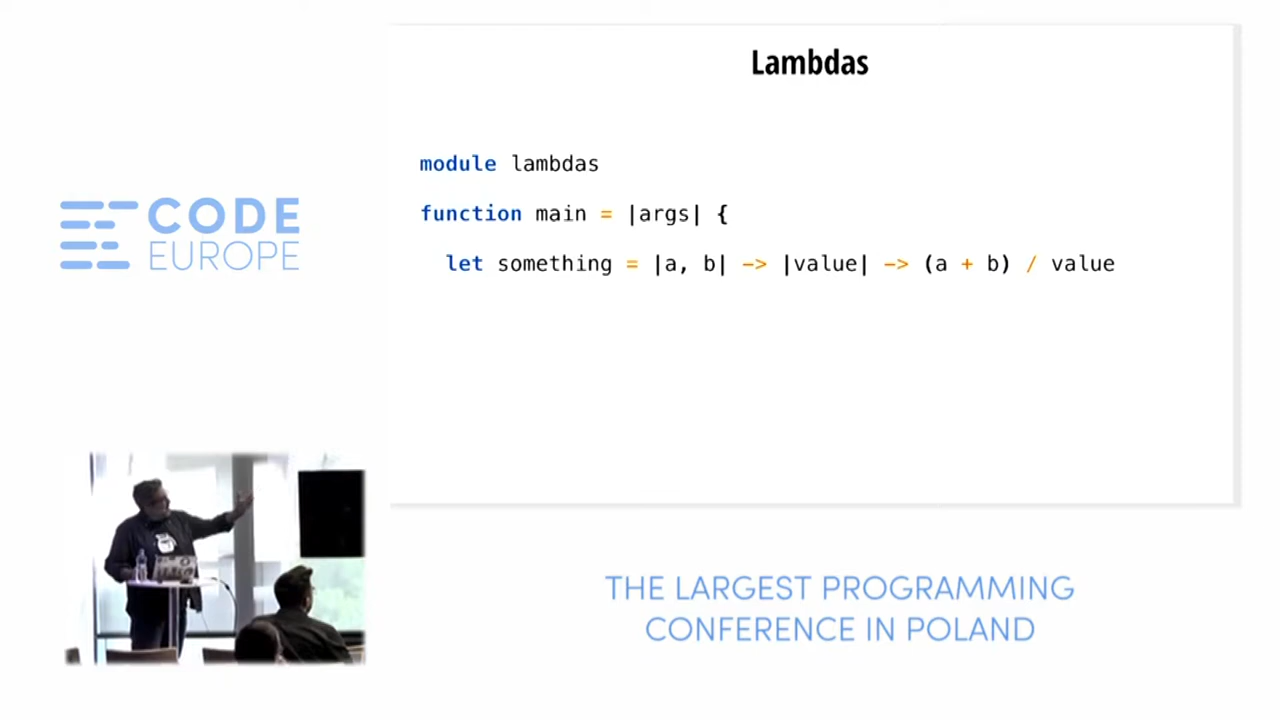 Lambdas
module lambdas
function main = |args| {
let something = |a, b| -> |value| -> (a + b) / value
CODE
EUROPE
THE LARGEST PROGRAMMING
CONFERENCE IN POLAND